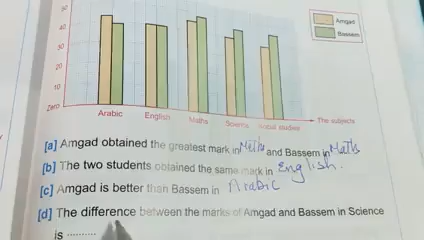 50
40
30
20
10
Zero
Amgad
Bassem
Arabic English Maths Science Social studies The subjects
[a] Amgad obtained the greatest mark in Maths and Bassem in Maths
[b] The two students obtained the same mark in English.
[c] Amgad is better than Bassem in Arabic
[d] The difference between the marks of Amgad and Bassem in Science
is ..........